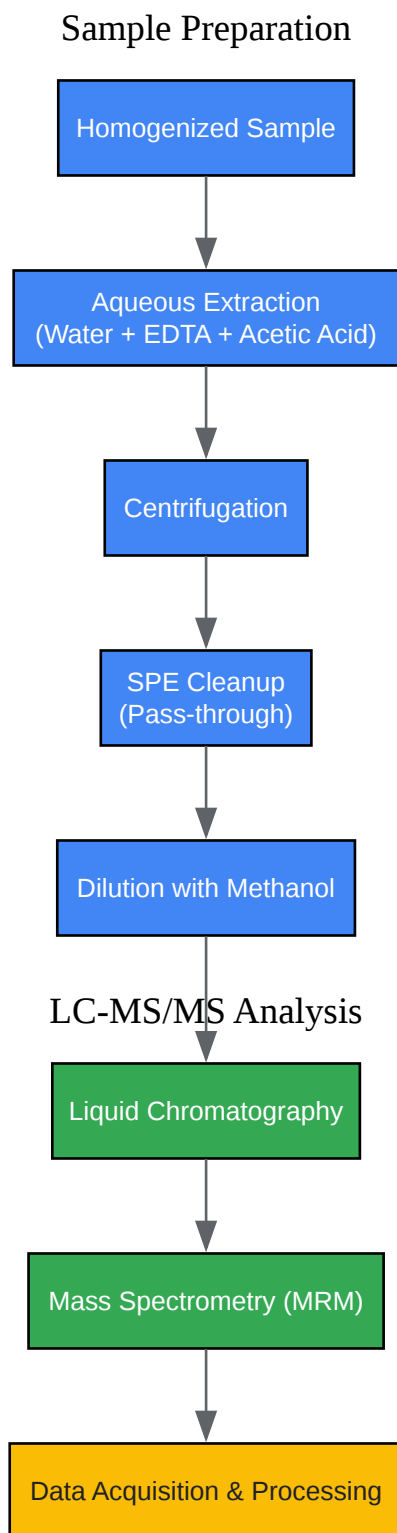 Sample Preparation
Homogenized Sample
Aqueous Extraction
(Water + EDTA + Acetic Acid)
Centrifugation
SPE Cleanup
(Pass-through)
Dilution with Methanol
LC-MS/MS Analysis
Liquid Chromatography
Mass Spectrometry (MRM)
Data Acquisition & Processing